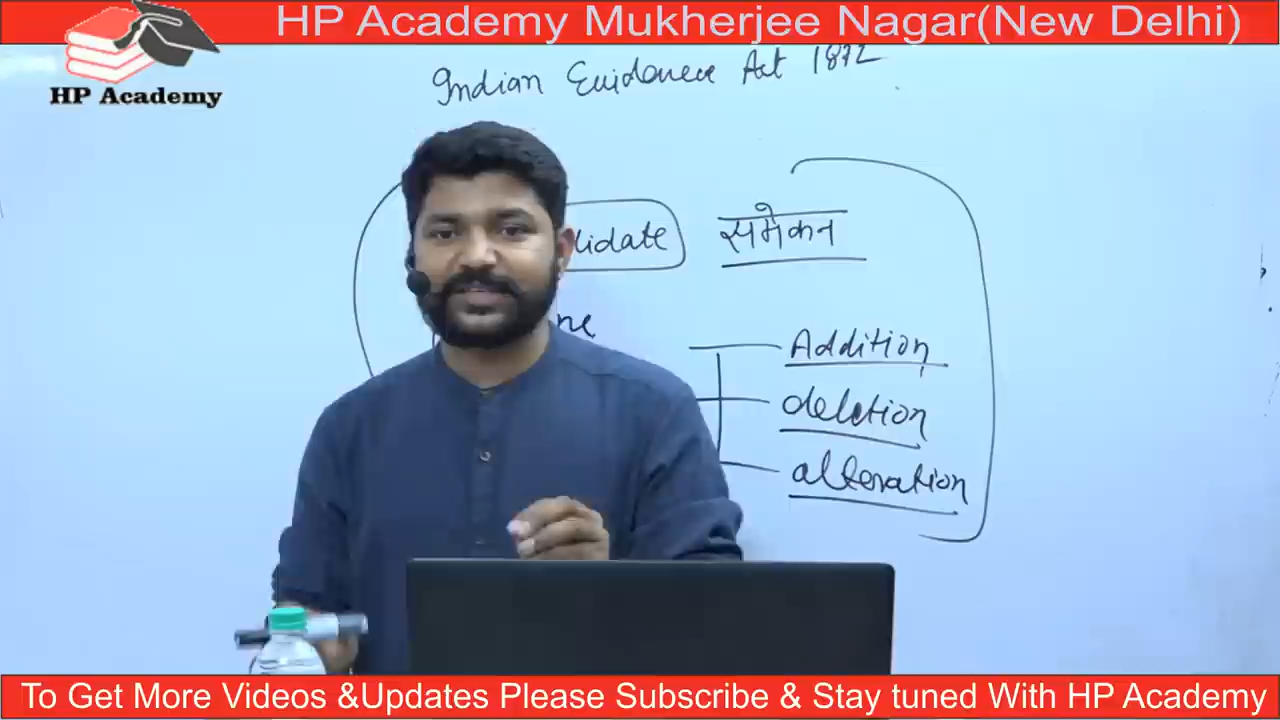 HP Academy Mukherjee Nagar(New Delhi)
HP Academy
Indian Evidence Act 1872
lidate समेकन
ne
Addition
deletion
alteration
To Get More Videos &Updates Please Subscribe & Stay tuned With HP Academy